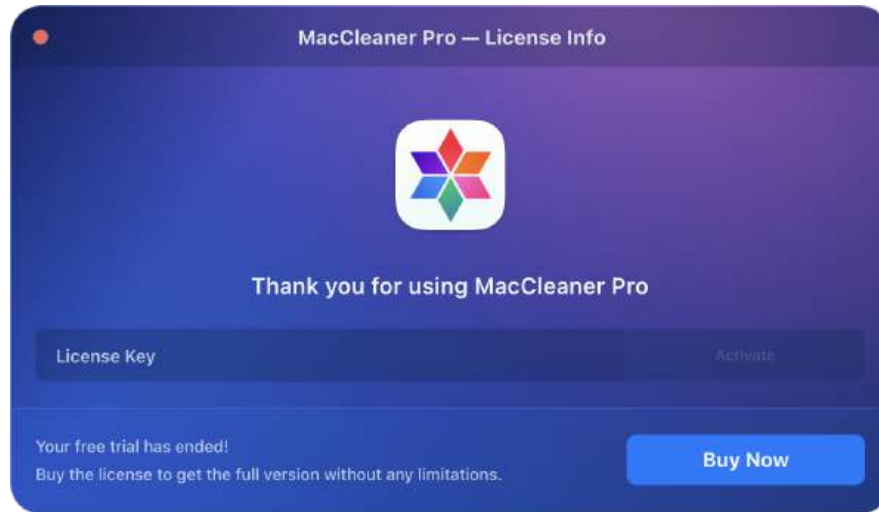 MacCleaner Pro — License Info
Thank you for using MacCleaner Pro
License Key
Activate
Your free trial has ended!
Buy the license to get the full version without any limitations.
Buy Now